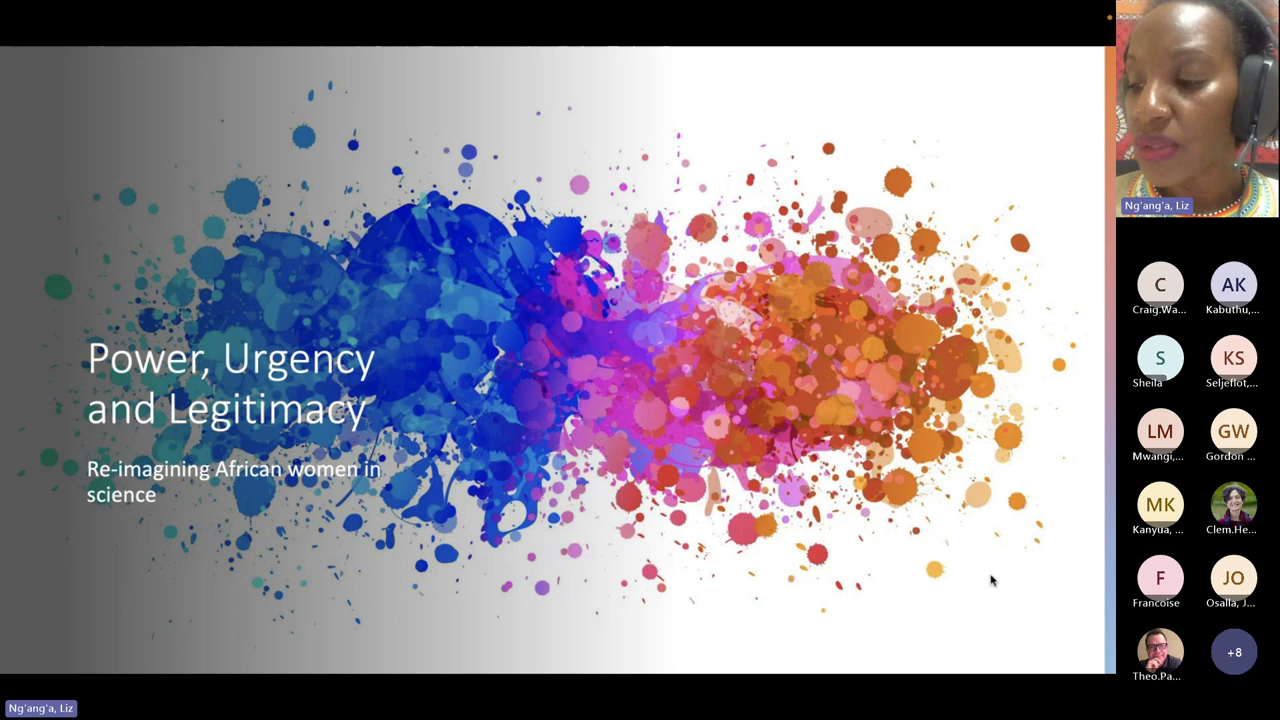 Power, Urgency
and Legitimacy
Re-imagining African women in
science
Ng'ang'a, Liz
C
Craig.Wa...
AK
Kabuthu,...
S
Sheila
KS
Seljeflot,...
LM
Mwangi,...
GW
Gordon ...
MK
Kanyua, ...
Clem.He...
F
Francoise
JO
Osalla, J...
Theo.Pa...
+8
Ng'ang'a, Liz